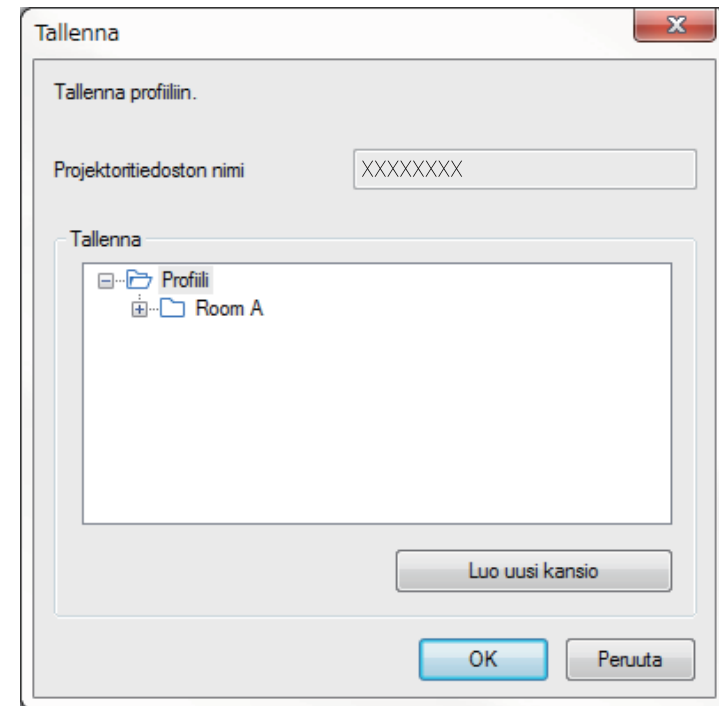 Tallenna
Tallenna profiiliin.
Projektoritiedoston nimi XXXXXXXX
Tallenna
Profiili
Room A
Luo uusi kansio
OK Peruuta